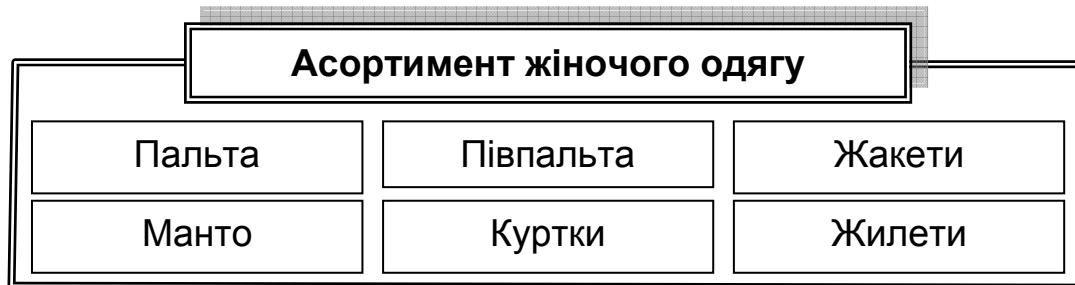 Асортимент жіночого одягу
Пальта Півпальта Жакети
Манто Куртки Жилети